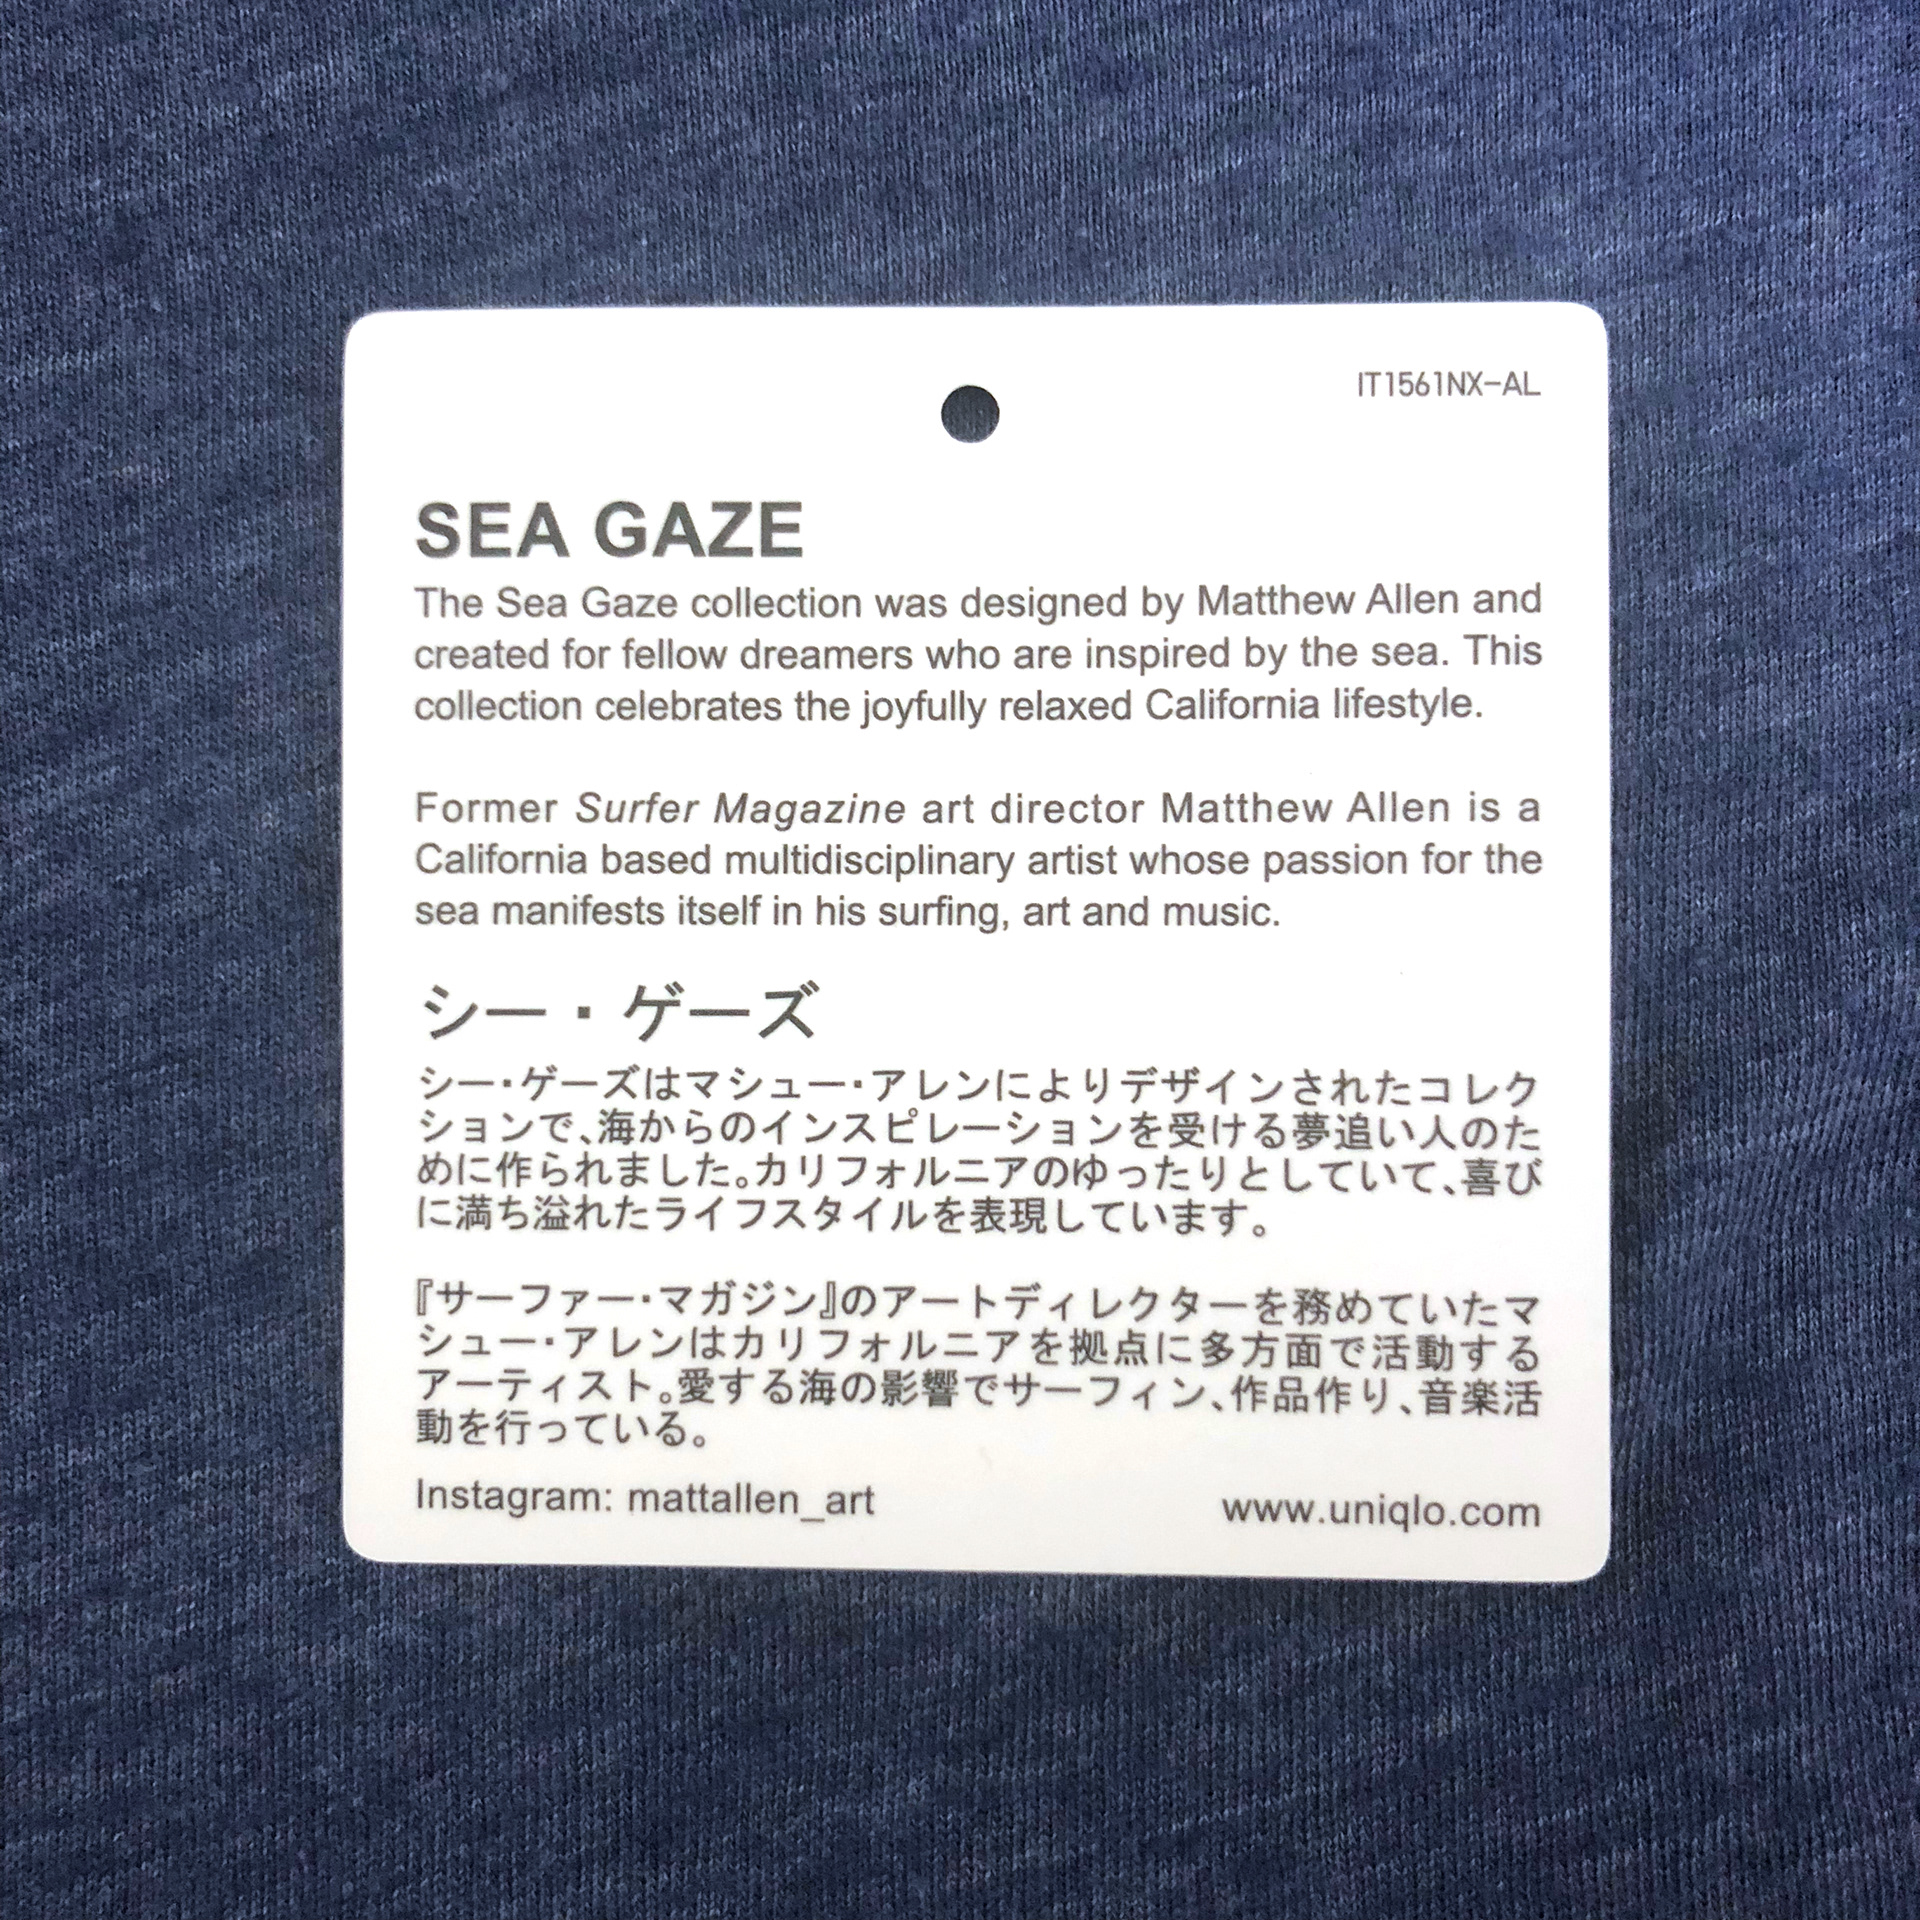 IT1561NX-AL
SEA GAZE
The Sea Gaze collection was designed by Matthew Allen and
created for fellow dreamers who are inspired by the sea. This
collection celebrates the joyfully relaxed California lifestyle.
Former Surfer Magazine art director Matthew Allen is a
California based multidisciplinary artist whose passion for the
sea manifests itself in his surfing, art and music.
シー・ゲーズ
シー・ゲーズはマシュー・アレンによりデザインされたコレク
ションで、海からのインスピレーションを受ける夢追い人のた
めに作られました。カリフォルニアのゆったりとしていて、喜び
に満ち溢れたライフスタイルを表現しています。
『サーファー・マガジン』のアートディレクターを務めていたマ
シュー・アレンはカリフォルニアを拠点に多方面で活動する
アーティスト。愛する海の影響でサーフィン、作品作り、音楽活
動を行っている。
Instagram: mattallen_art
www.uniqlo.com